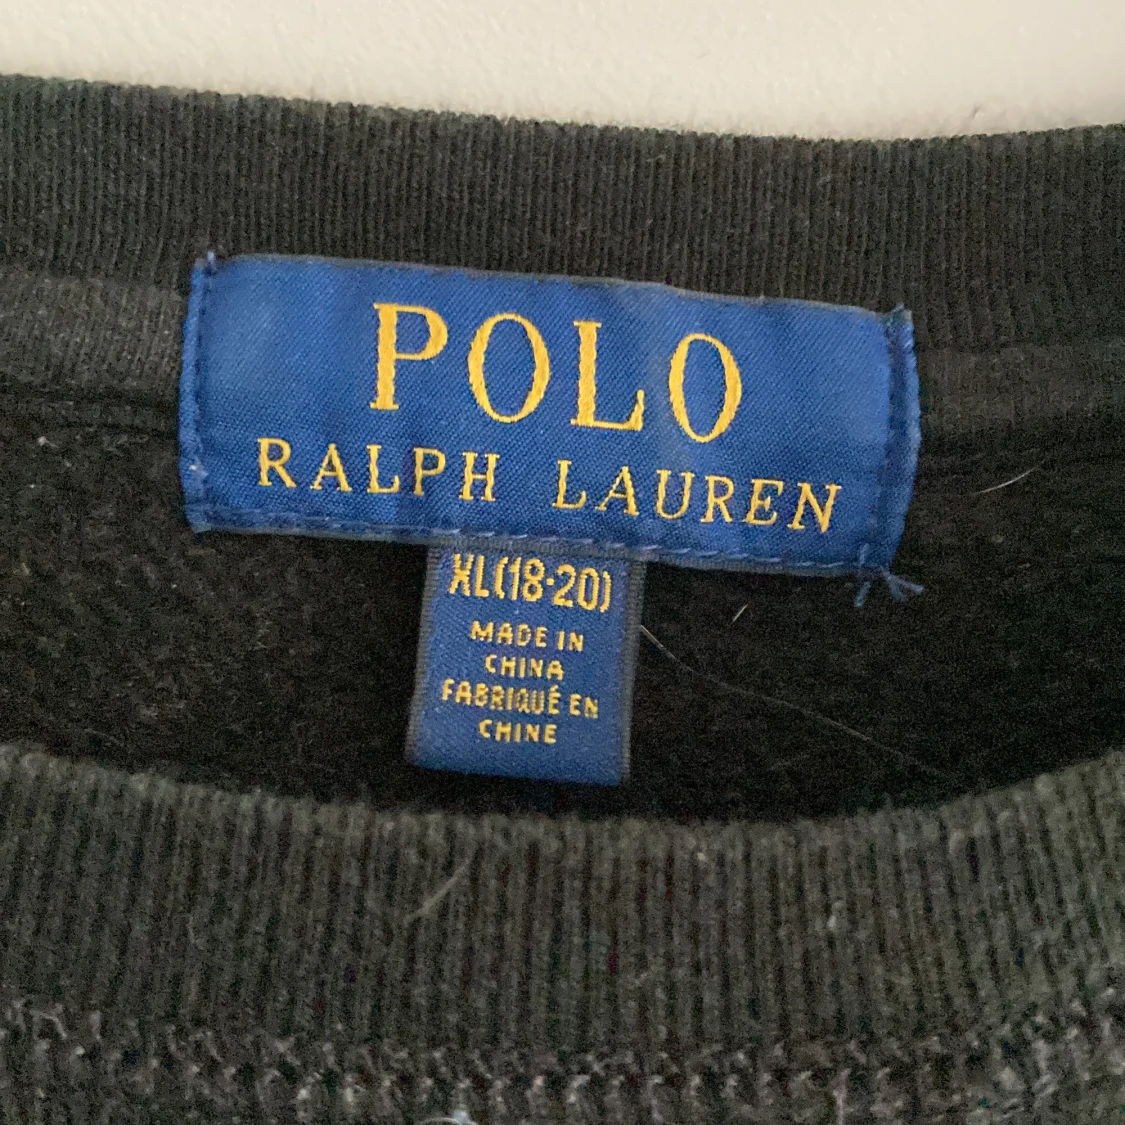 POLO
RALPH LAUREN
XL(18-20)
MADE IN
CHINA
FABRIQUÉ EN
CHINE